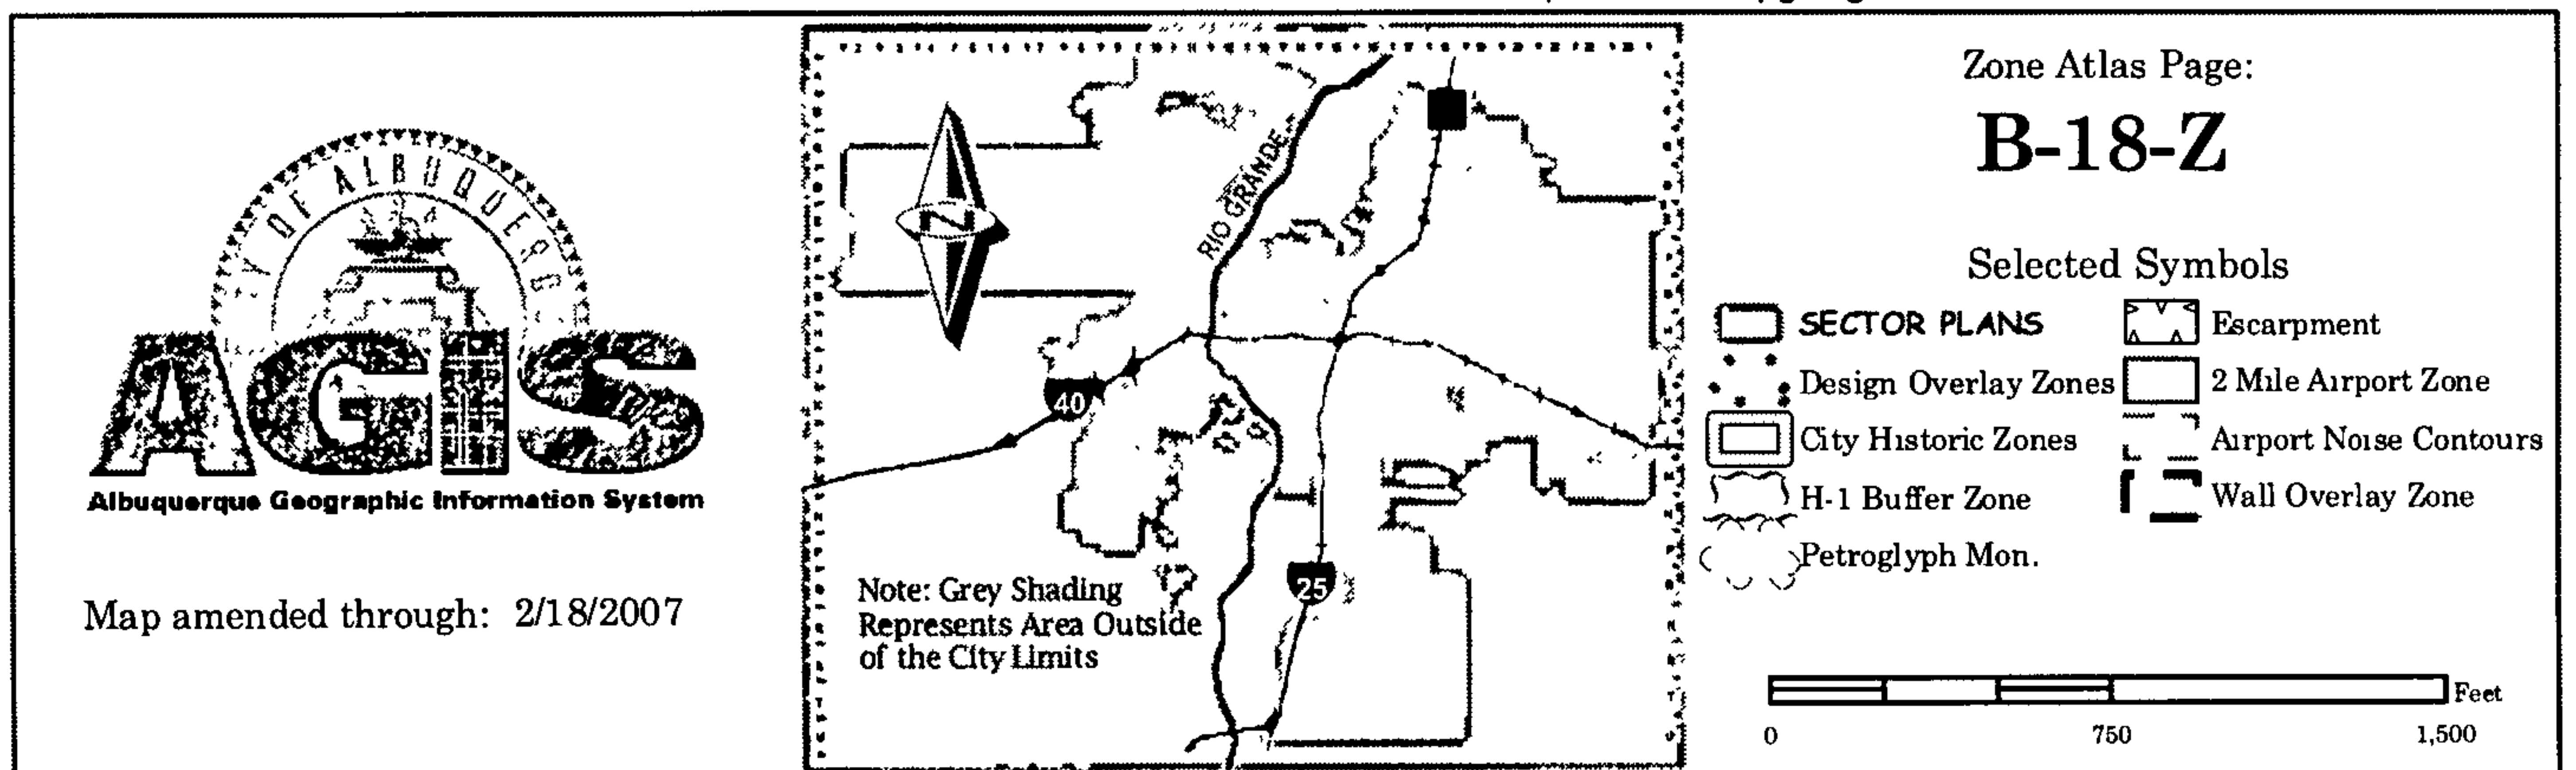 CITY OF ALBUQUERQUE
AGIS
Albuquerque Geographic Information System
Map amended through: 2/18/2007
RIO GRANDE
N
40
25
Note: Grey Shading
Represents Area Outside
of the City Limits
Zone Atlas Page:
B-18-Z
Selected Symbols
SECTOR PLANS
Escarpment
Design Overlay Zones
2 Mile Airport Zone
City Historic Zones
Airport Noise Contours
H-1 Buffer Zone
Wall Overlay Zone
Petroglyph Mon.
Feet
0 750 1,500